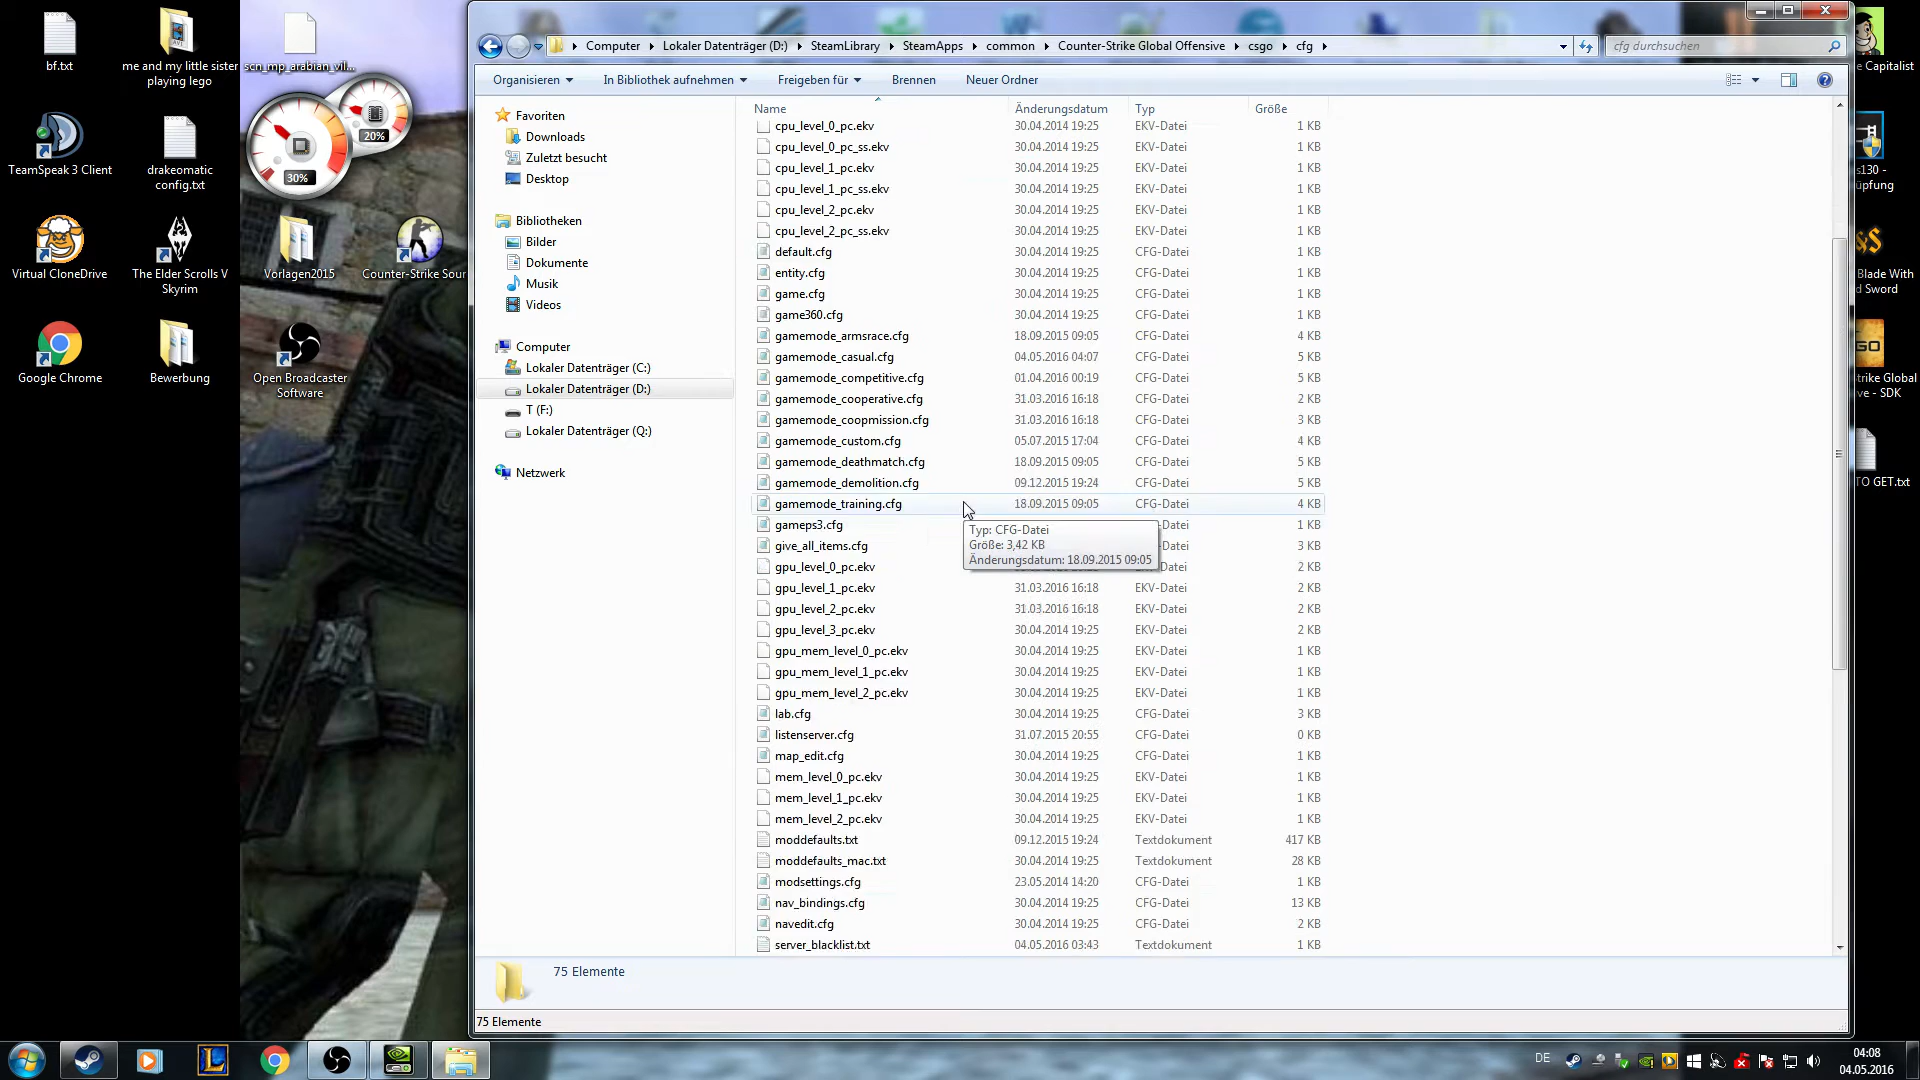 bf.txt
me and my little sister
playing lego
scn_mp_arabian_vil...
TeamSpeak 3 Client
drakeomatic
config.txt
20%
30%
Virtual CloneDrive
The Elder Scrolls V
Skyrim
Vorlagen2015
Counter-Strike Sour
Google Chrome
Bewerbung
Open Broadcaster
Software
Computer
Lokaler Datenträger (D:)
SteamLibrary
SteamApps
common
Counter-Strike Global Offensive
csgo
cfg
cfg durchsuchen
Organisieren
In Bibliothek aufnehmen
Freigeben für
Brennen
Neuer Ordner
Favoriten
Downloads
Zuletzt besucht
Desktop
Bibliotheken
Bilder
Dokumente
Musik
Videos
Computer
Lokaler Datenträger (C:)
Lokaler Datenträger (D:)
T (F:)
Lokaler Datenträger (Q:)
Netzwerk
Name Änderungsdatum Typ Größe
cpu_level_0_pc.ekv 30.04.2014 19:25 EKV-Datei 1 KB
cpu_level_0_pc_ss.ekv 30.04.2014 19:25 EKV-Datei 1 KB
cpu_level_1_pc.ekv 30.04.2014 19:25 EKV-Datei 1 KB
cpu_level_1_pc_ss.ekv 30.04.2014 19:25 EKV-Datei 1 KB
cpu_level_2_pc.ekv 30.04.2014 19:25 EKV-Datei 1 KB
cpu_level_2_pc_ss.ekv 30.04.2014 19:25 EKV-Datei 1 KB
default.cfg 30.04.2014 19:25 CFG-Datei 1 KB
entity.cfg 30.04.2014 19:25 CFG-Datei 1 KB
game.cfg 30.04.2014 19:25 CFG-Datei 1 KB
game360.cfg 30.04.2014 19:25 CFG-Datei 1 KB
gamemode_armsrace.cfg 18.09.2015 09:05 CFG-Datei 4 KB
gamemode_casual.cfg 04.05.2016 04:07 CFG-Datei 5 KB
gamemode_competitive.cfg 01.04.2016 00:19 CFG-Datei 5 KB
gamemode_cooperative.cfg 31.03.2016 16:18 CFG-Datei 2 KB
gamemode_coopmission.cfg 31.03.2016 16:18 CFG-Datei 3 KB
gamemode_custom.cfg 05.07.2015 17:04 CFG-Datei 4 KB
gamemode_deathmatch.cfg 18.09.2015 09:05 CFG-Datei 5 KB
gamemode_demolition.cfg 09.12.2015 19:24 CFG-Datei 5 KB
gamemode_training.cfg 18.09.2015 09:05 CFG-Datei 4 KB
gameps3.cfg 1 KB
give_all_items.cfg 3 KB
gpu_level_0_pc.ekv 2 KB
gpu_level_1_pc.ekv 31.03.2016 16:18 EKV-Datei 2 KB
gpu_level_2_pc.ekv 31.03.2016 16:18 EKV-Datei 2 KB
gpu_level_3_pc.ekv 30.04.2014 19:25 EKV-Datei 2 KB
gpu_mem_level_0_pc.ekv 30.04.2014 19:25 EKV-Datei 1 KB
gpu_mem_level_1_pc.ekv 30.04.2014 19:25 EKV-Datei 1 KB
gpu_mem_level_2_pc.ekv 30.04.2014 19:25 EKV-Datei 1 KB
lab.cfg 30.04.2014 19:25 CFG-Datei 3 KB
listenserver.cfg 31.07.2015 20:55 CFG-Datei 0 KB
map_edit.cfg 30.04.2014 19:25 CFG-Datei 1 KB
mem_level_0_pc.ekv 30.04.2014 19:25 EKV-Datei 1 KB
mem_level_1_pc.ekv 30.04.2014 19:25 EKV-Datei 1 KB
mem_level_2_pc.ekv 30.04.2014 19:25 EKV-Datei 1 KB
moddefaults.txt 09.12.2015 19:24 Textdokument 417 KB
moddefaults_mac.txt 30.04.2014 19:25 Textdokument 28 KB
modsettings.cfg 23.05.2014 14:20 CFG-Datei 1 KB
nav_bindings.cfg 30.04.2014 19:25 CFG-Datei 13 KB
navedit.cfg 30.04.2014 19:25 CFG-Datei 2 KB
server_blacklist.txt 04.05.2016 03:43 Textdokument 1 KB
Typ: CFG-Datei
Größe: 3,42 KB
Änderungsdatum: 18.09.2015 09:05
75 Elemente
75 Elemente
e Capitalist
s130 -
üpfung
Blade With
d Sword
trike Global
ve - SDK
TO GET.txt
DE
04:08
04.05.2016